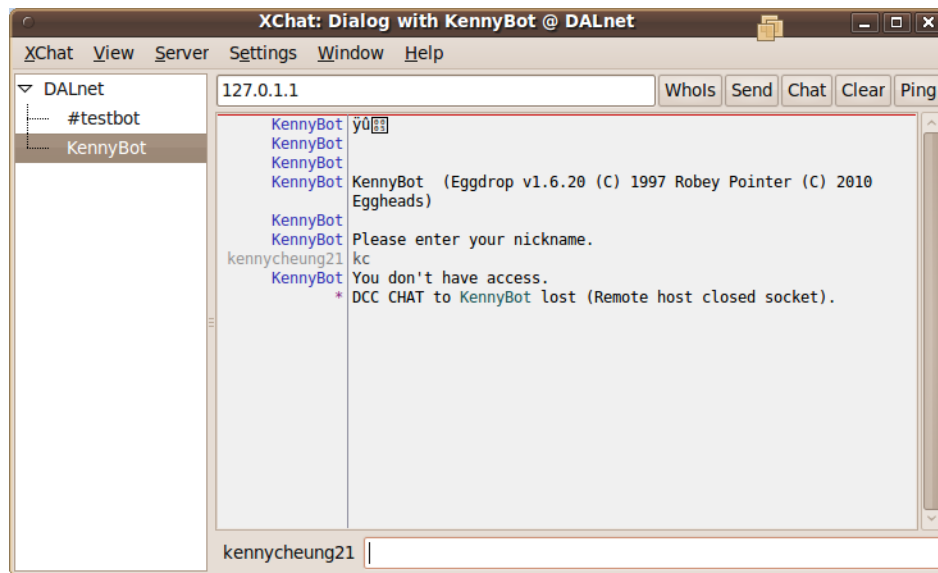 XChat: Dialog with KennyBot @ DALnet
XChat View Server Settings Window Help
DALnet
#testbot
KennyBot
127.0.1.1
WhoIs Send Chat Clear Ping
KennyBot ÿû
KennyBot
KennyBot
KennyBot KennyBot (Eggdrop v1.6.20 (C) 1997 Robey Pointer (C) 2010
Eggheads)
KennyBot
KennyBot Please enter your nickname.
kennycheung21 kc
KennyBot You don't have access.
* DCC CHAT to KennyBot lost (Remote host closed socket).
kennycheung21